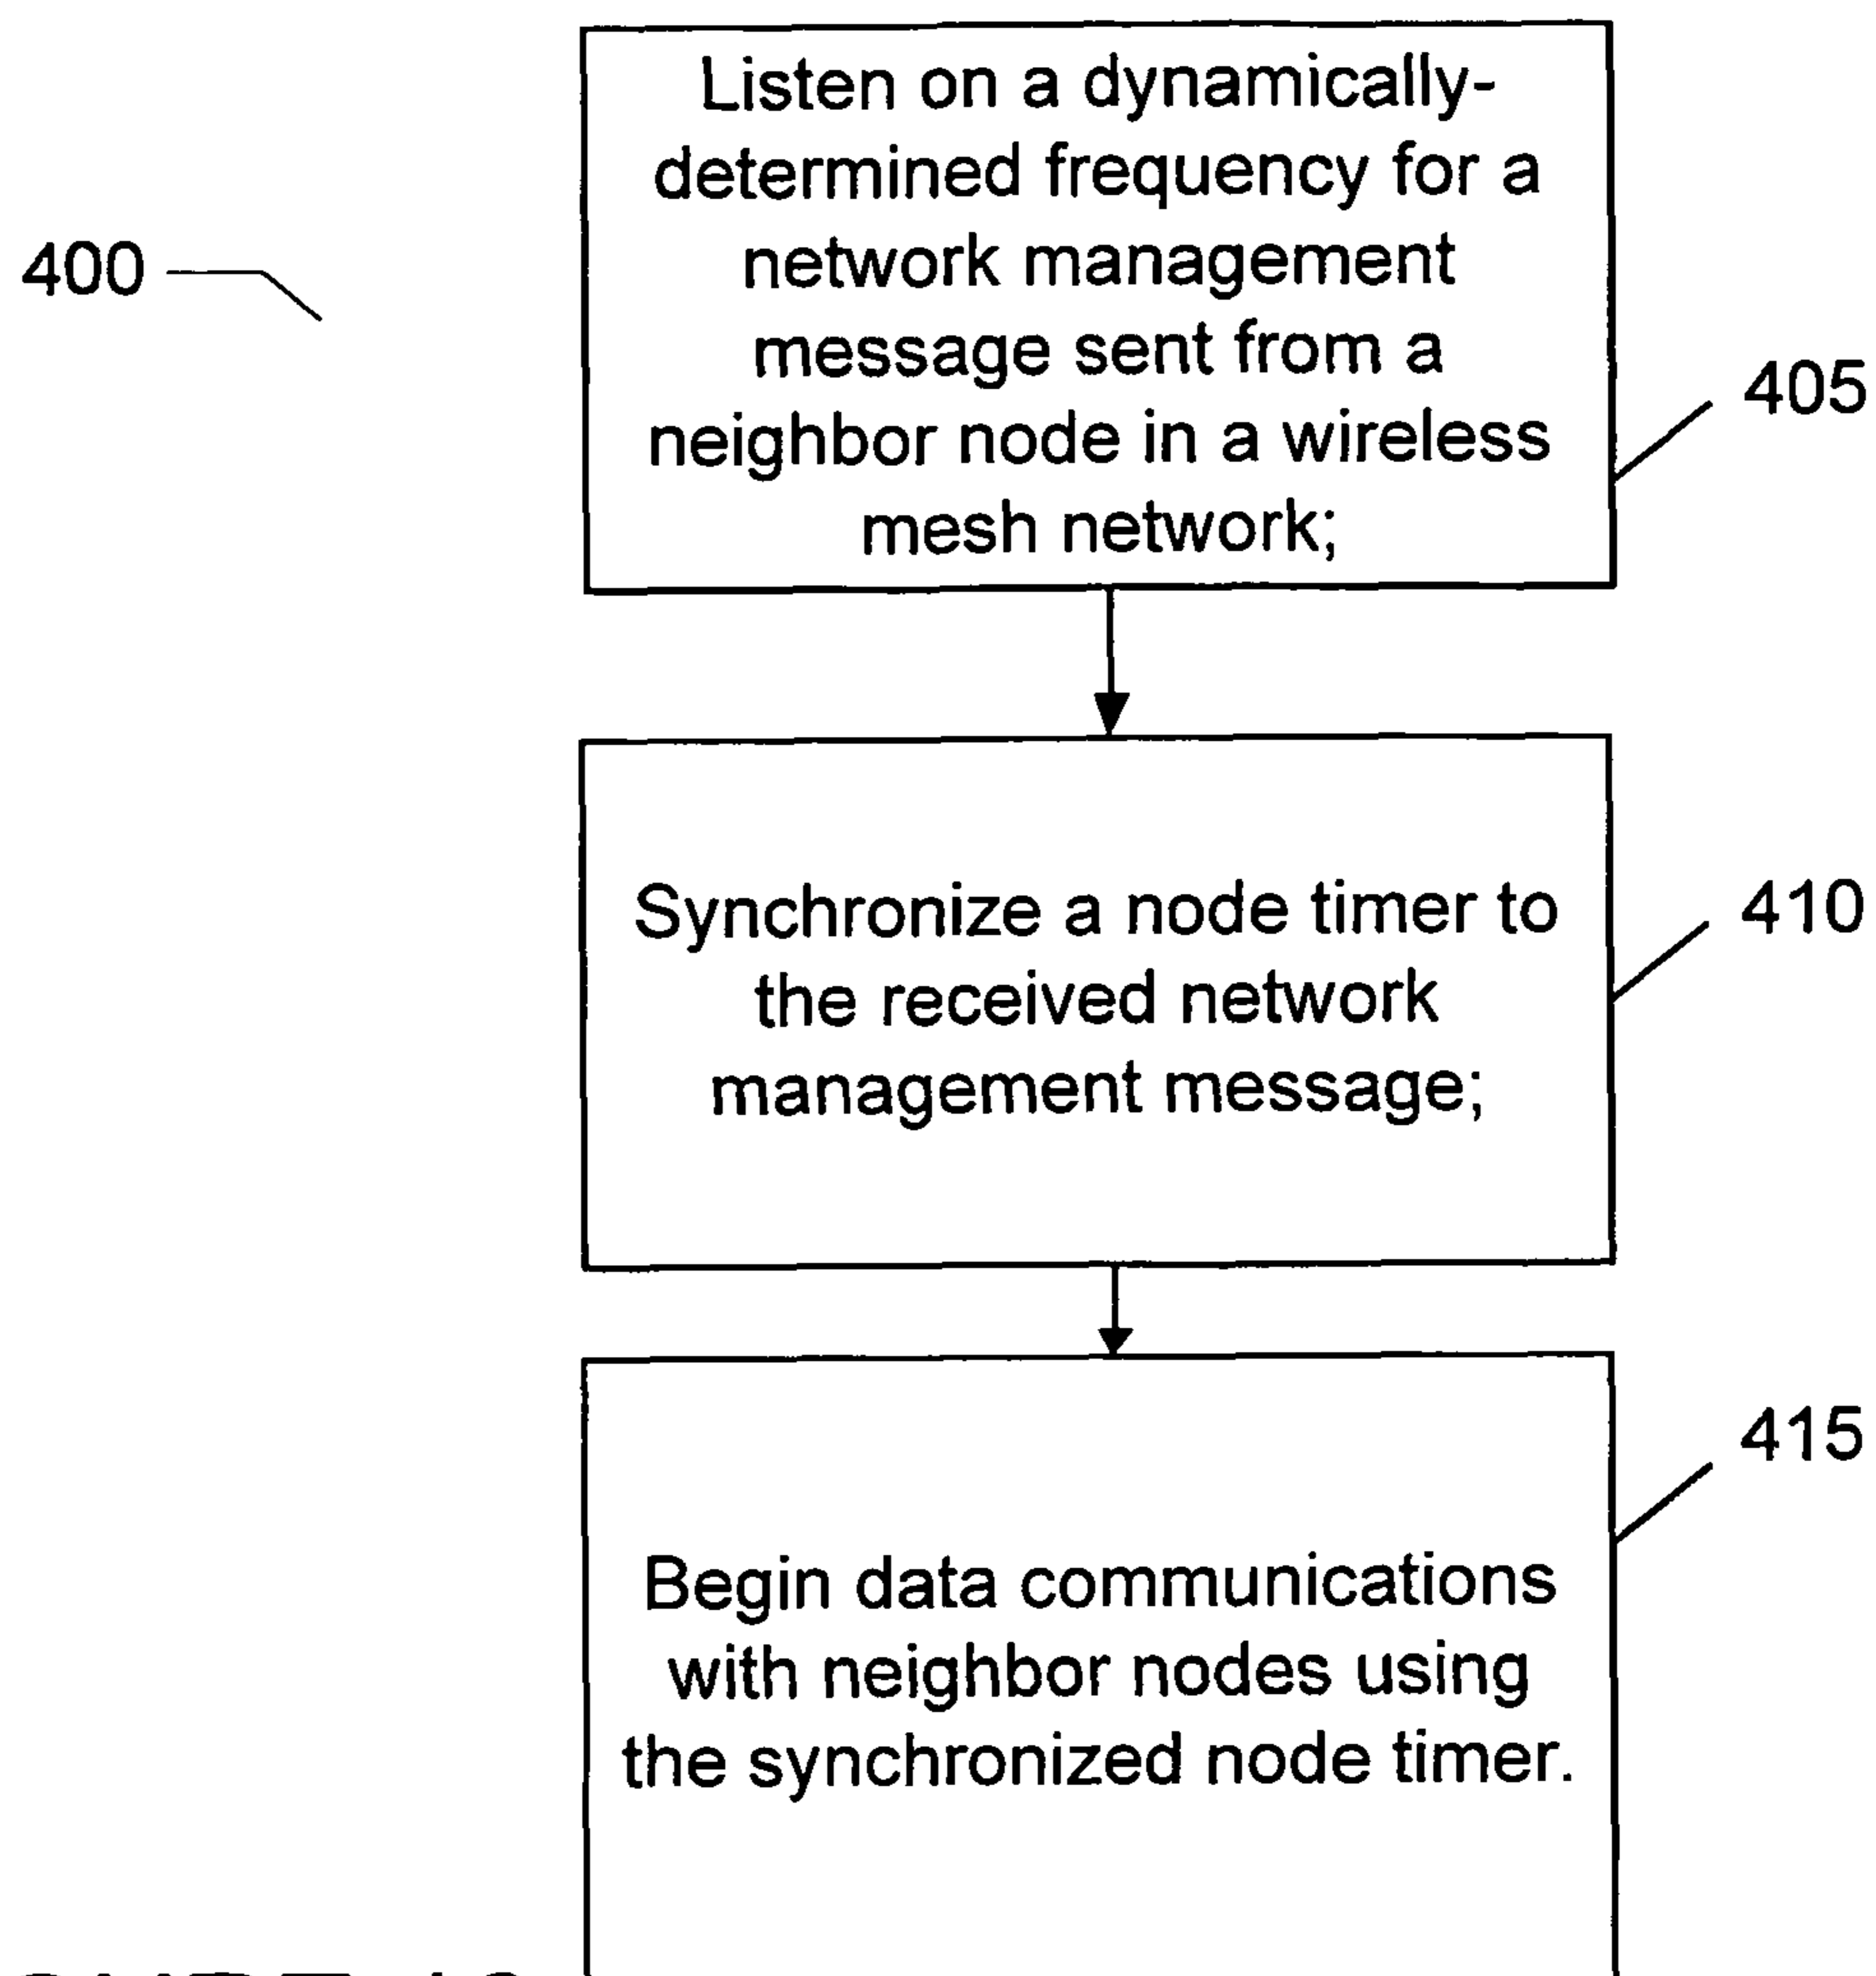 Listen on a dynamically-
determined frequency for a
network management
message sent from a
neighbor node in a wireless
mesh network;
400
405
Synchronize a node timer to
the received network
management message;
410
415
Begin data communications
with neighbor nodes using
the synchronized node timer.